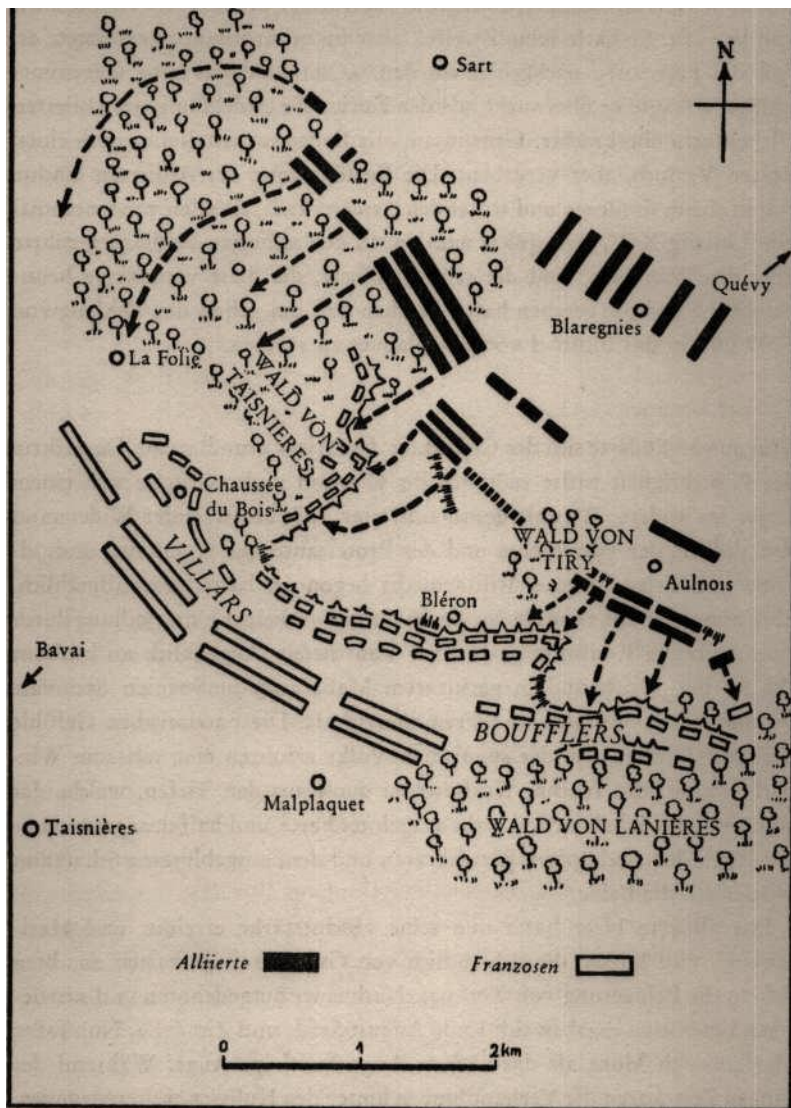 N
Sart
Quévy
Blaregnies
La Folie
WALD VON
TAISNIERES
Chaussée
du Bois
VILLARS
WALD VON
TIRY
Aulnois
Bléron
Bavai
BOUFFLERS
Malplaquet
WALD VON LANIÈRES
Taisnières
Alliierte
Franzosen
0 1 2km